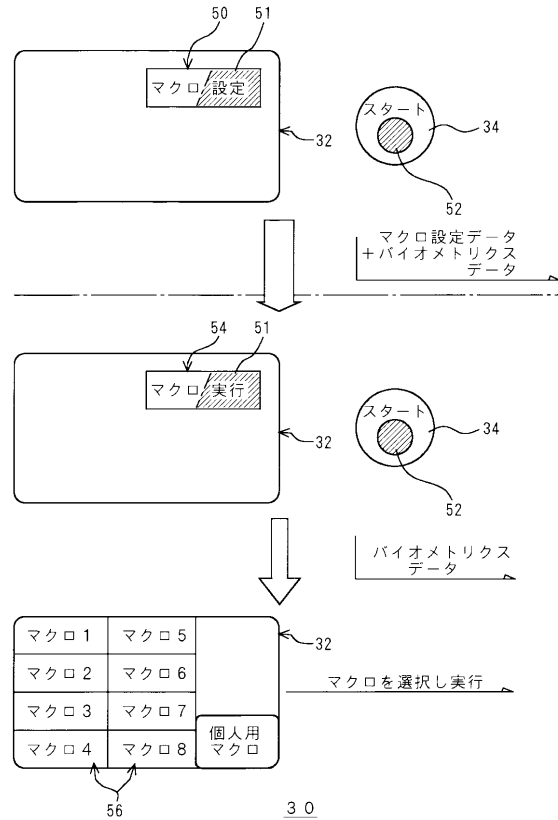 50
51
マクロ 設定
スタート
34
32
52
マクロ設定データ
+バイオメトリクス
データ
54
51
マクロ 実行
スタート
34
32
52
バイオメトリクス
データ
マクロ1 マクロ5
32
マクロ2 マクロ6
マクロを選択し実行
マクロ3 マクロ7
個人用
マクロ
マクロ4 マクロ8
56
30